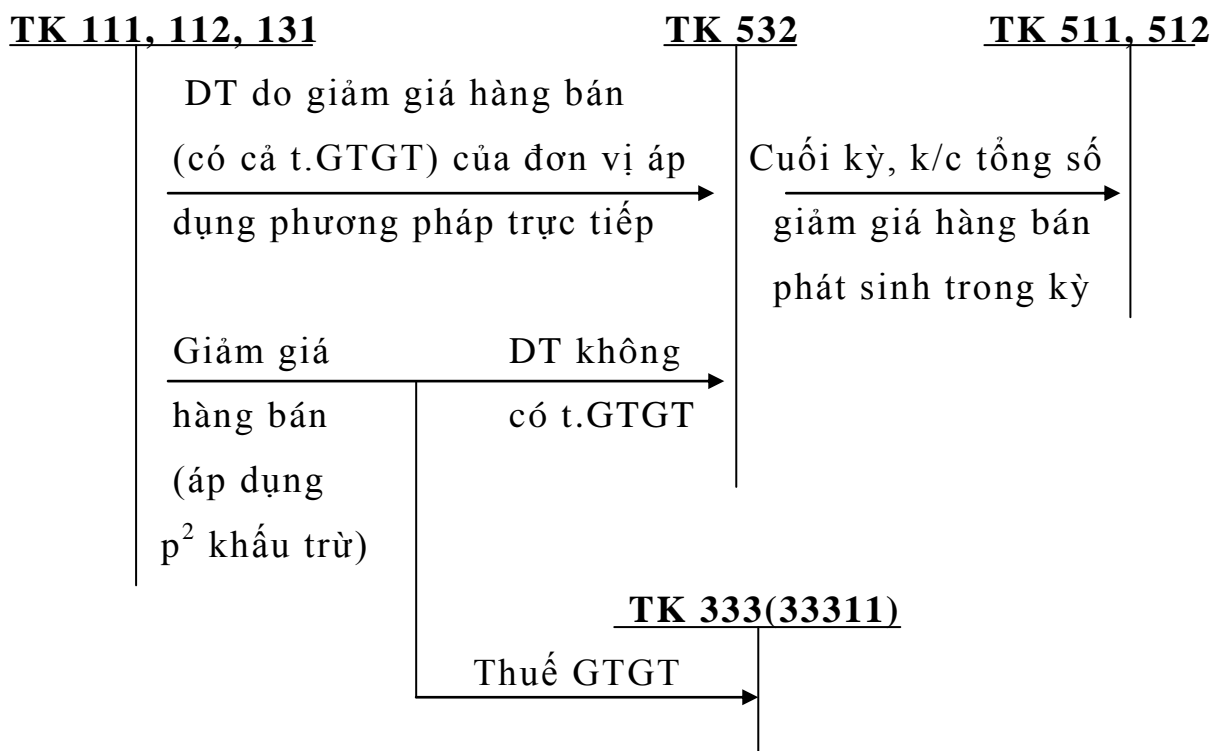 TK 111, 112, 131
TK 532
TK 511, 512
DT do giảm giá hàng bán
(có cả t.GTGT) của đơn vị áp
dụng phương pháp trực tiếp
Cuối kỳ, k/c tổng số
giảm giá hàng bán
phát sinh trong kỳ
Giảm giá
hàng bán
(áp dụng
p² khấu trừ)
DT không
có t.GTGT
TK 333(33311)
Thuế GTGT